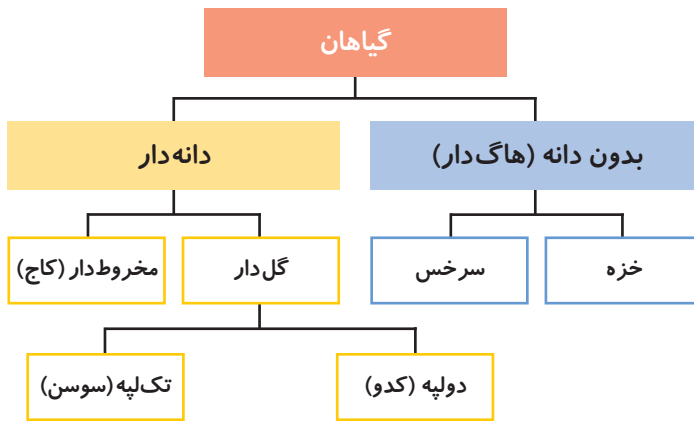 گیاهان
بدون دانه (هاگ‌دار)
دانه‌دار
خزه
سرخس
گل‌دار
مخروط‌دار (کاج)
دولپه (کدو)
تک‌لپه (سوسن)